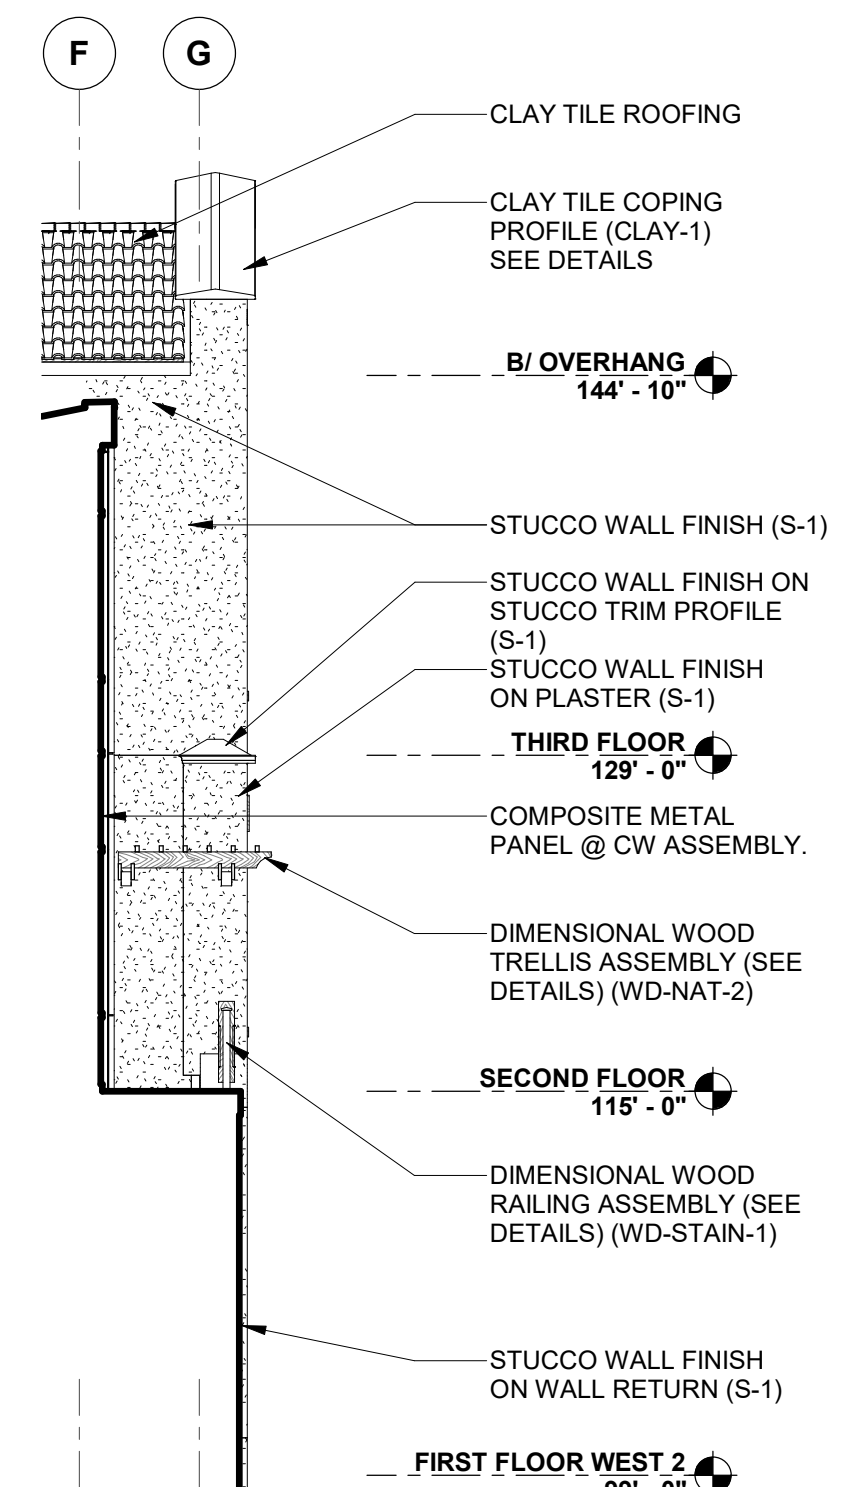 F
G
CLAY TILE ROOFING
CLAY TILE COPING
PROFILE (CLAY-1)
SEE DETAILS
B/ OVERHANG
144' - 10"
STUCCO WALL FINISH (S-1)
STUCCO WALL FINISH ON
STUCCO TRIM PROFILE
(S-1)
STUCCO WALL FINISH
ON PLASTER (S-1)
THIRD FLOOR
129' - 0"
COMPOSITE METAL
PANEL @ CW ASSEMBLY.
DIMENSIONAL WOOD
TRELLIS ASSEMBLY (SEE
DETAILS) (WD-NAT-2)
SECOND FLOOR
115' - 0"
DIMENSIONAL WOOD
RAILING ASSEMBLY (SEE
DETAILS) (WD-STAIN-1)
STUCCO WALL FINISH
ON WALL RETURN (S-1)
FIRST FLOOR WEST 2